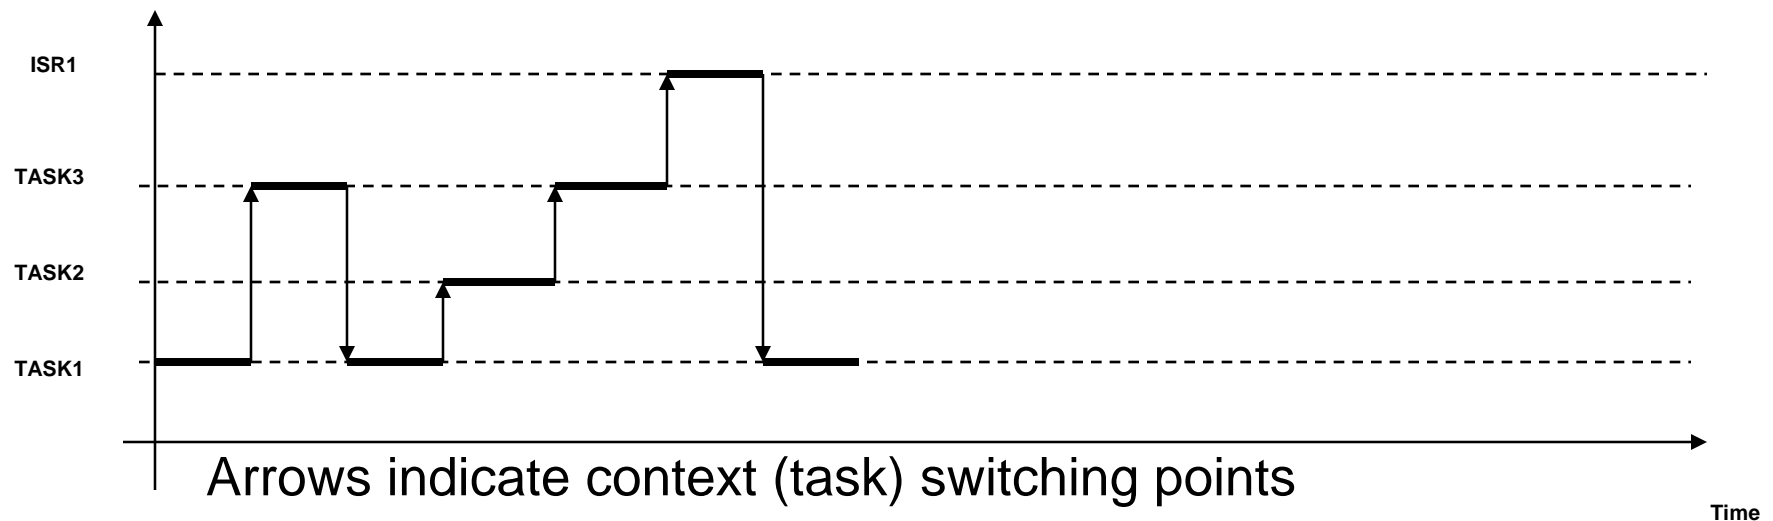 ISR1
TASK3
TASK2
TASK1
Arrows indicate context (task) switching points
Time